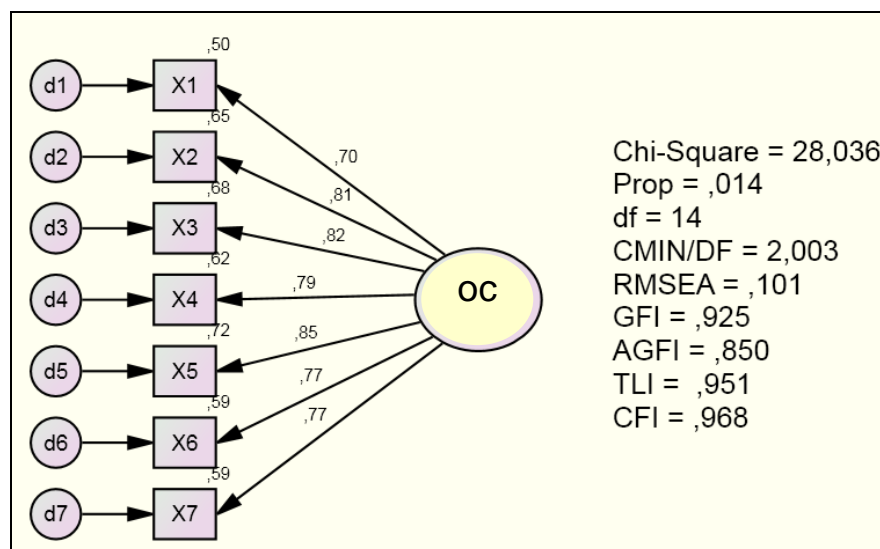 ,50
d1
X1
,65
,70
d2
X2
,68
,81
d3
X3
,82
,62
d4
X4
,79
OC
,72
d5
X5
,85
,59
d6
X6
,77
,59
,77
d7
X7
Chi-Square = 28,036
Prop = ,014
df = 14
CMIN/DF = 2,003
RMSEA = ,101
GFI = ,925
AGFI = ,850
TLI = ,951
CFI = ,968